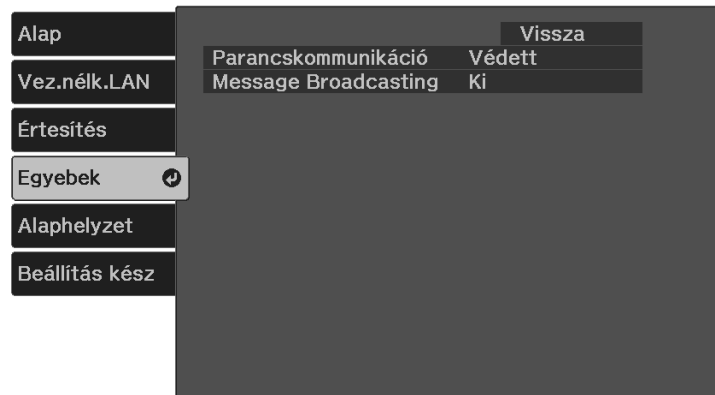 Alap
Vez.nélk.LAN
Értesítés
Egyebek
Alaphelyzet
Beállítás kész
Vissza
Parancskommunikáció Védett
Message Broadcasting Ki